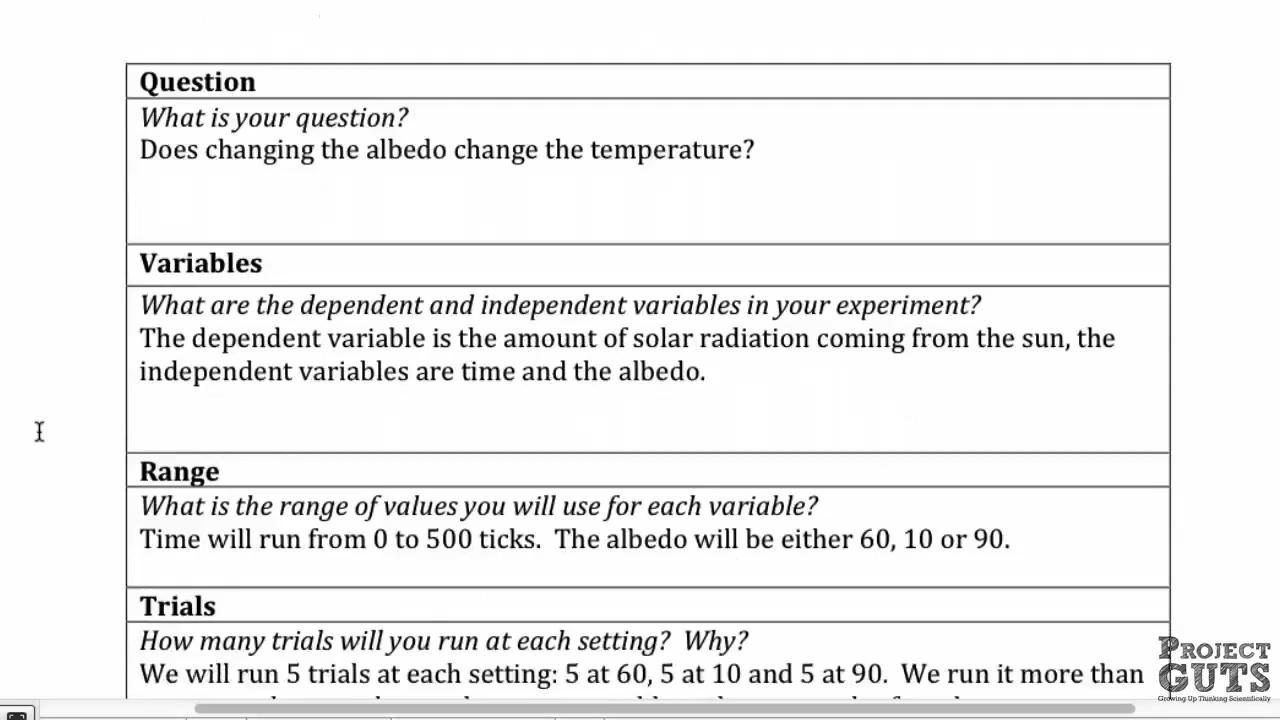 Question
What is your question?
Does changing the albedo change the temperature?
Variables
What are the dependent and independent variables in your experiment?
The dependent variable is the amount of solar radiation coming from the sun, the
independent variables are time and the albedo.
Range
What is the range of values you will use for each variable?
Time will run from 0 to 500 ticks.  The albedo will be either 60, 10 or 90.
Trials
How many trials will you run at each setting?  Why?
We will run 5 trials at each setting: 5 at 60, 5 at 10 and 5 at 90.  We run it more than
PROJECT
GUTS
Growing Up Thinking Scientifically